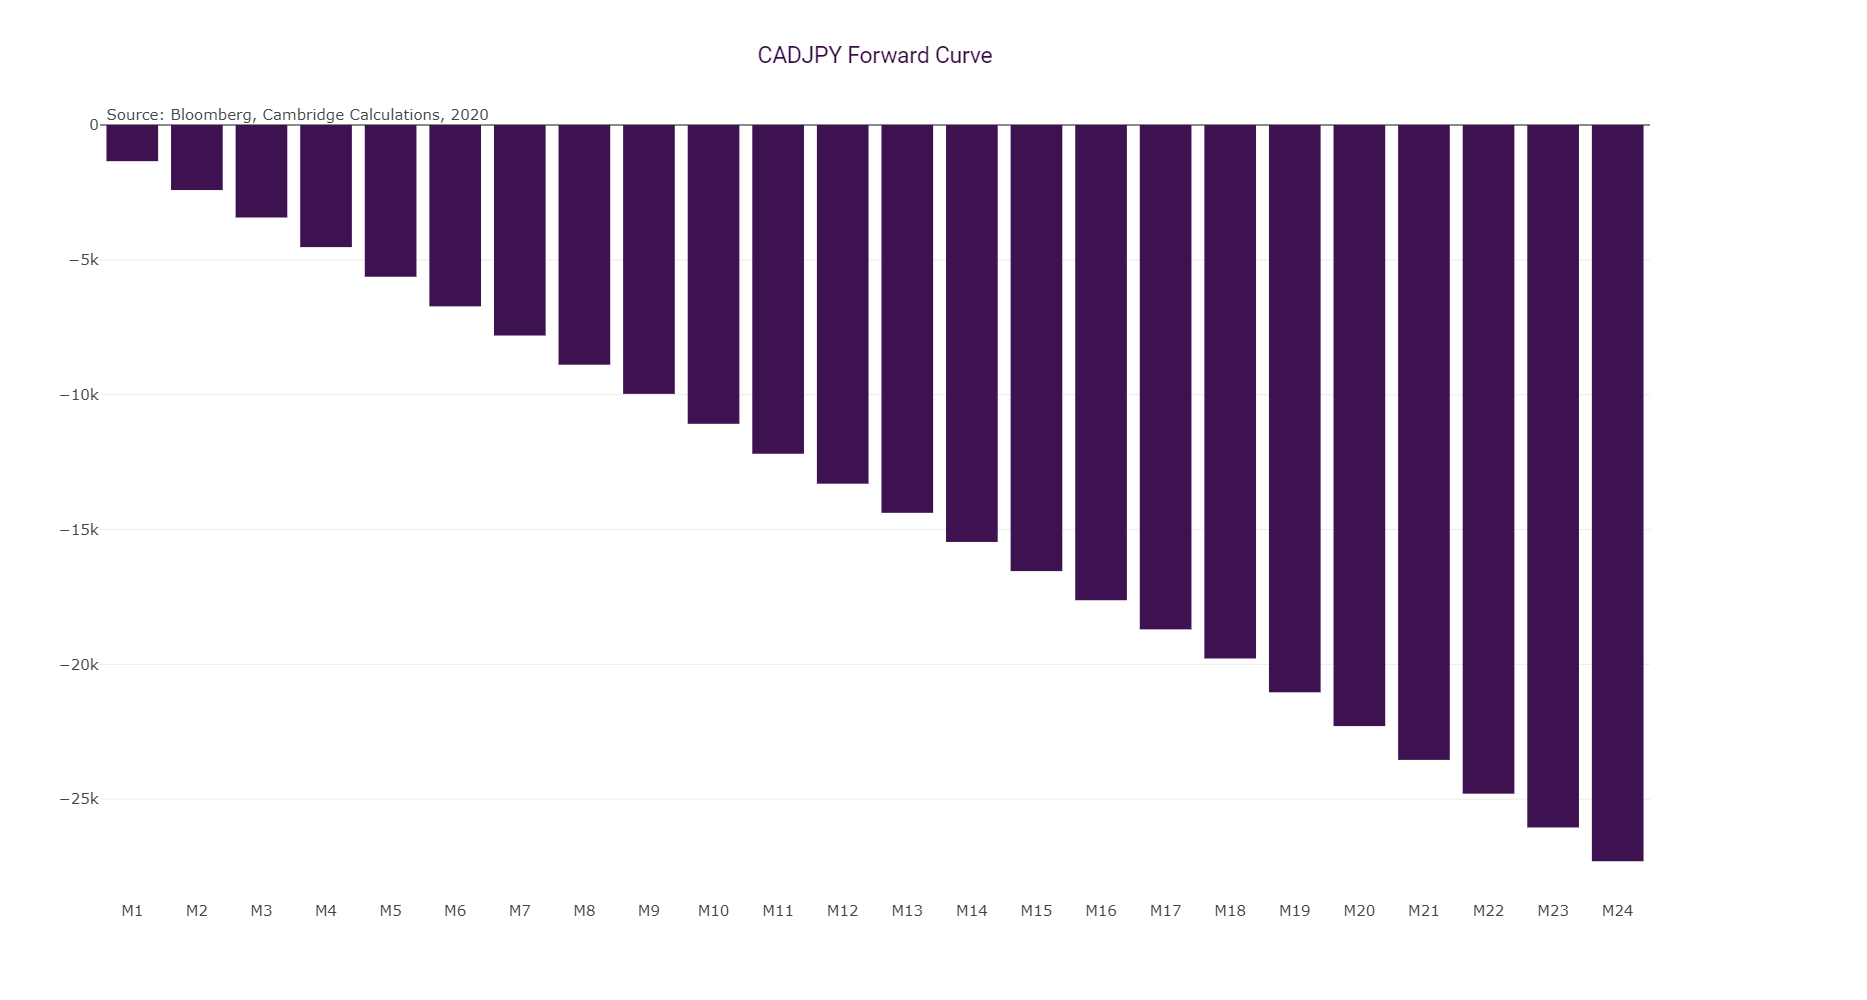 CADJPY Forward Curve
Source: Bloomberg, Cambridge Calculations, 2020
0
−5k
−10k
−15k
−20k
−25k
M1 M2 M3 M4 M5 M6 M7 M8 M9 M10 M11 M12 M13 M14 M15 M16 M17 M18 M19 M20 M21 M22 M23 M24